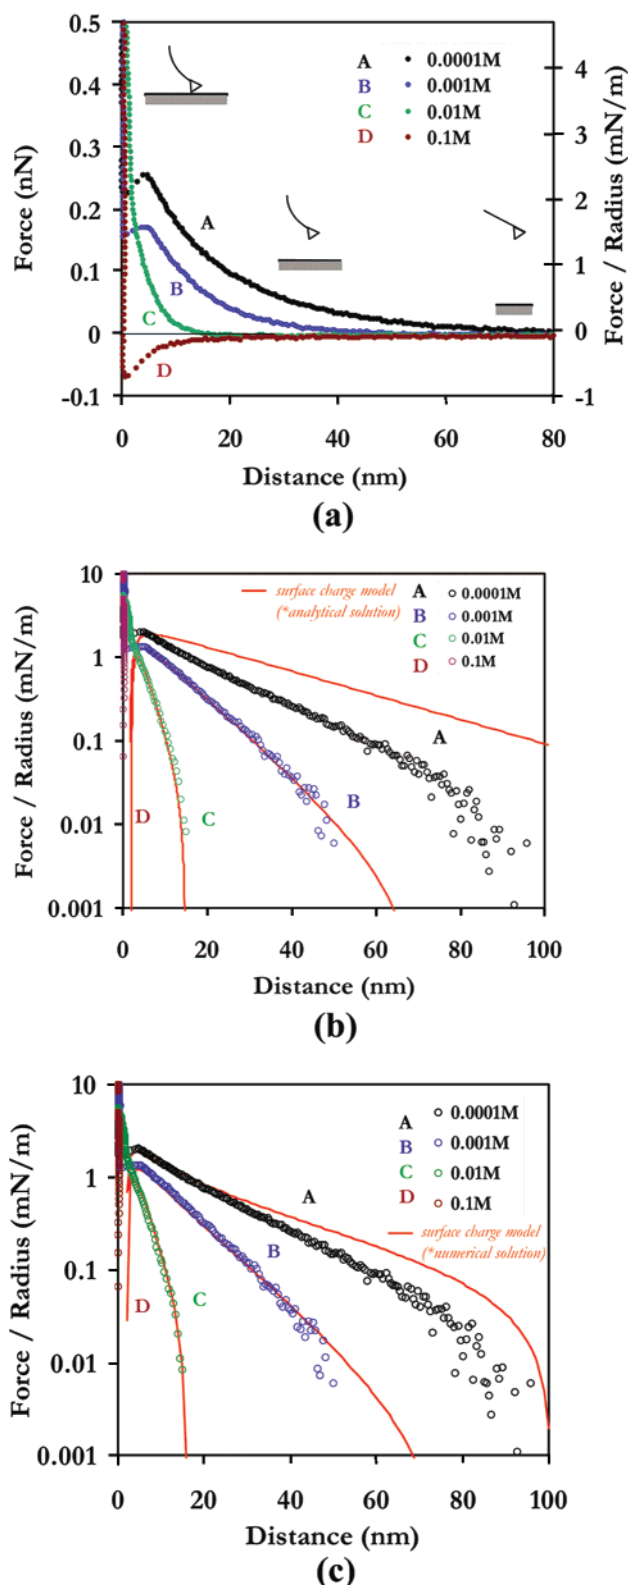 0.5
0.4
0.3
0.2
0.1
0
-0.1
Force (nN)
A 0.0001M
B 0.001M
C 0.01M
D 0.1M
4
3
2
1
0
-1
Force / Radius (mN/m)
A
B
C
D
0 20 40 60 80
Distance (nm)
(a)
10
1
0.1
0.01
0.001
Force / Radius (mN/m)
surface charge model
(*analytical solution)
A 0.0001M
B 0.001M
C 0.01M
D 0.1M
A
B
D
C
0 20 40 60 80 100
Distance (nm)
(b)
10
1
0.1
0.01
0.001
Force / Radius (mN/m)
A 0.0001M
B 0.001M
C 0.01M
D 0.1M
surface charge model
(*numerical solution)
A
B
D
C
0 20 40 60 80 100
Distance (nm)
(c)